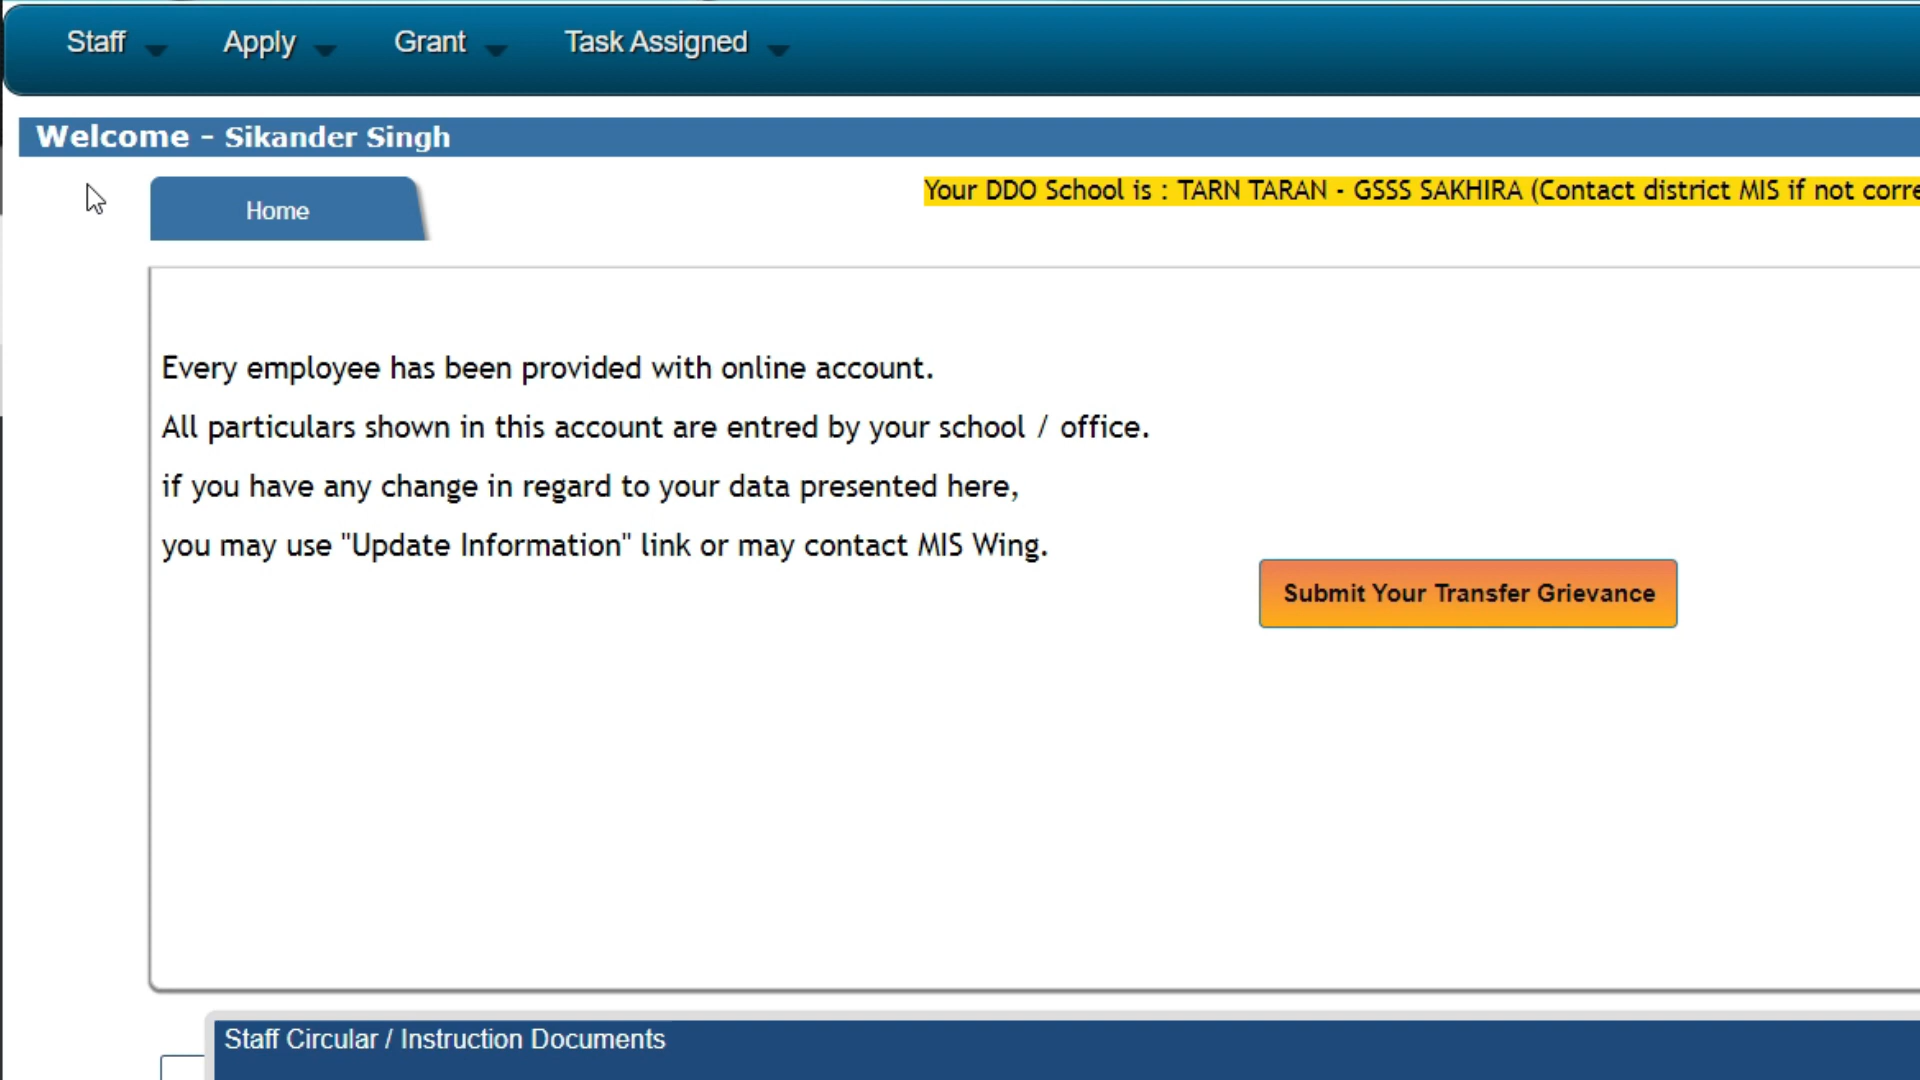 Staff Apply Grant Task Assigned
Welcome - Sikander Singh
Home
Your DDO School is : TARN TARAN - GSSS SAKHIRA (Contact district MIS if not corre
Every employee has been provided with online account.
All particulars shown in this account are entred by your school / office.
if you have any change in regard to your data presented here,
you may use "Update Information" link or may contact MIS Wing.
Submit Your Transfer Grievance
Staff Circular / Instruction Documents